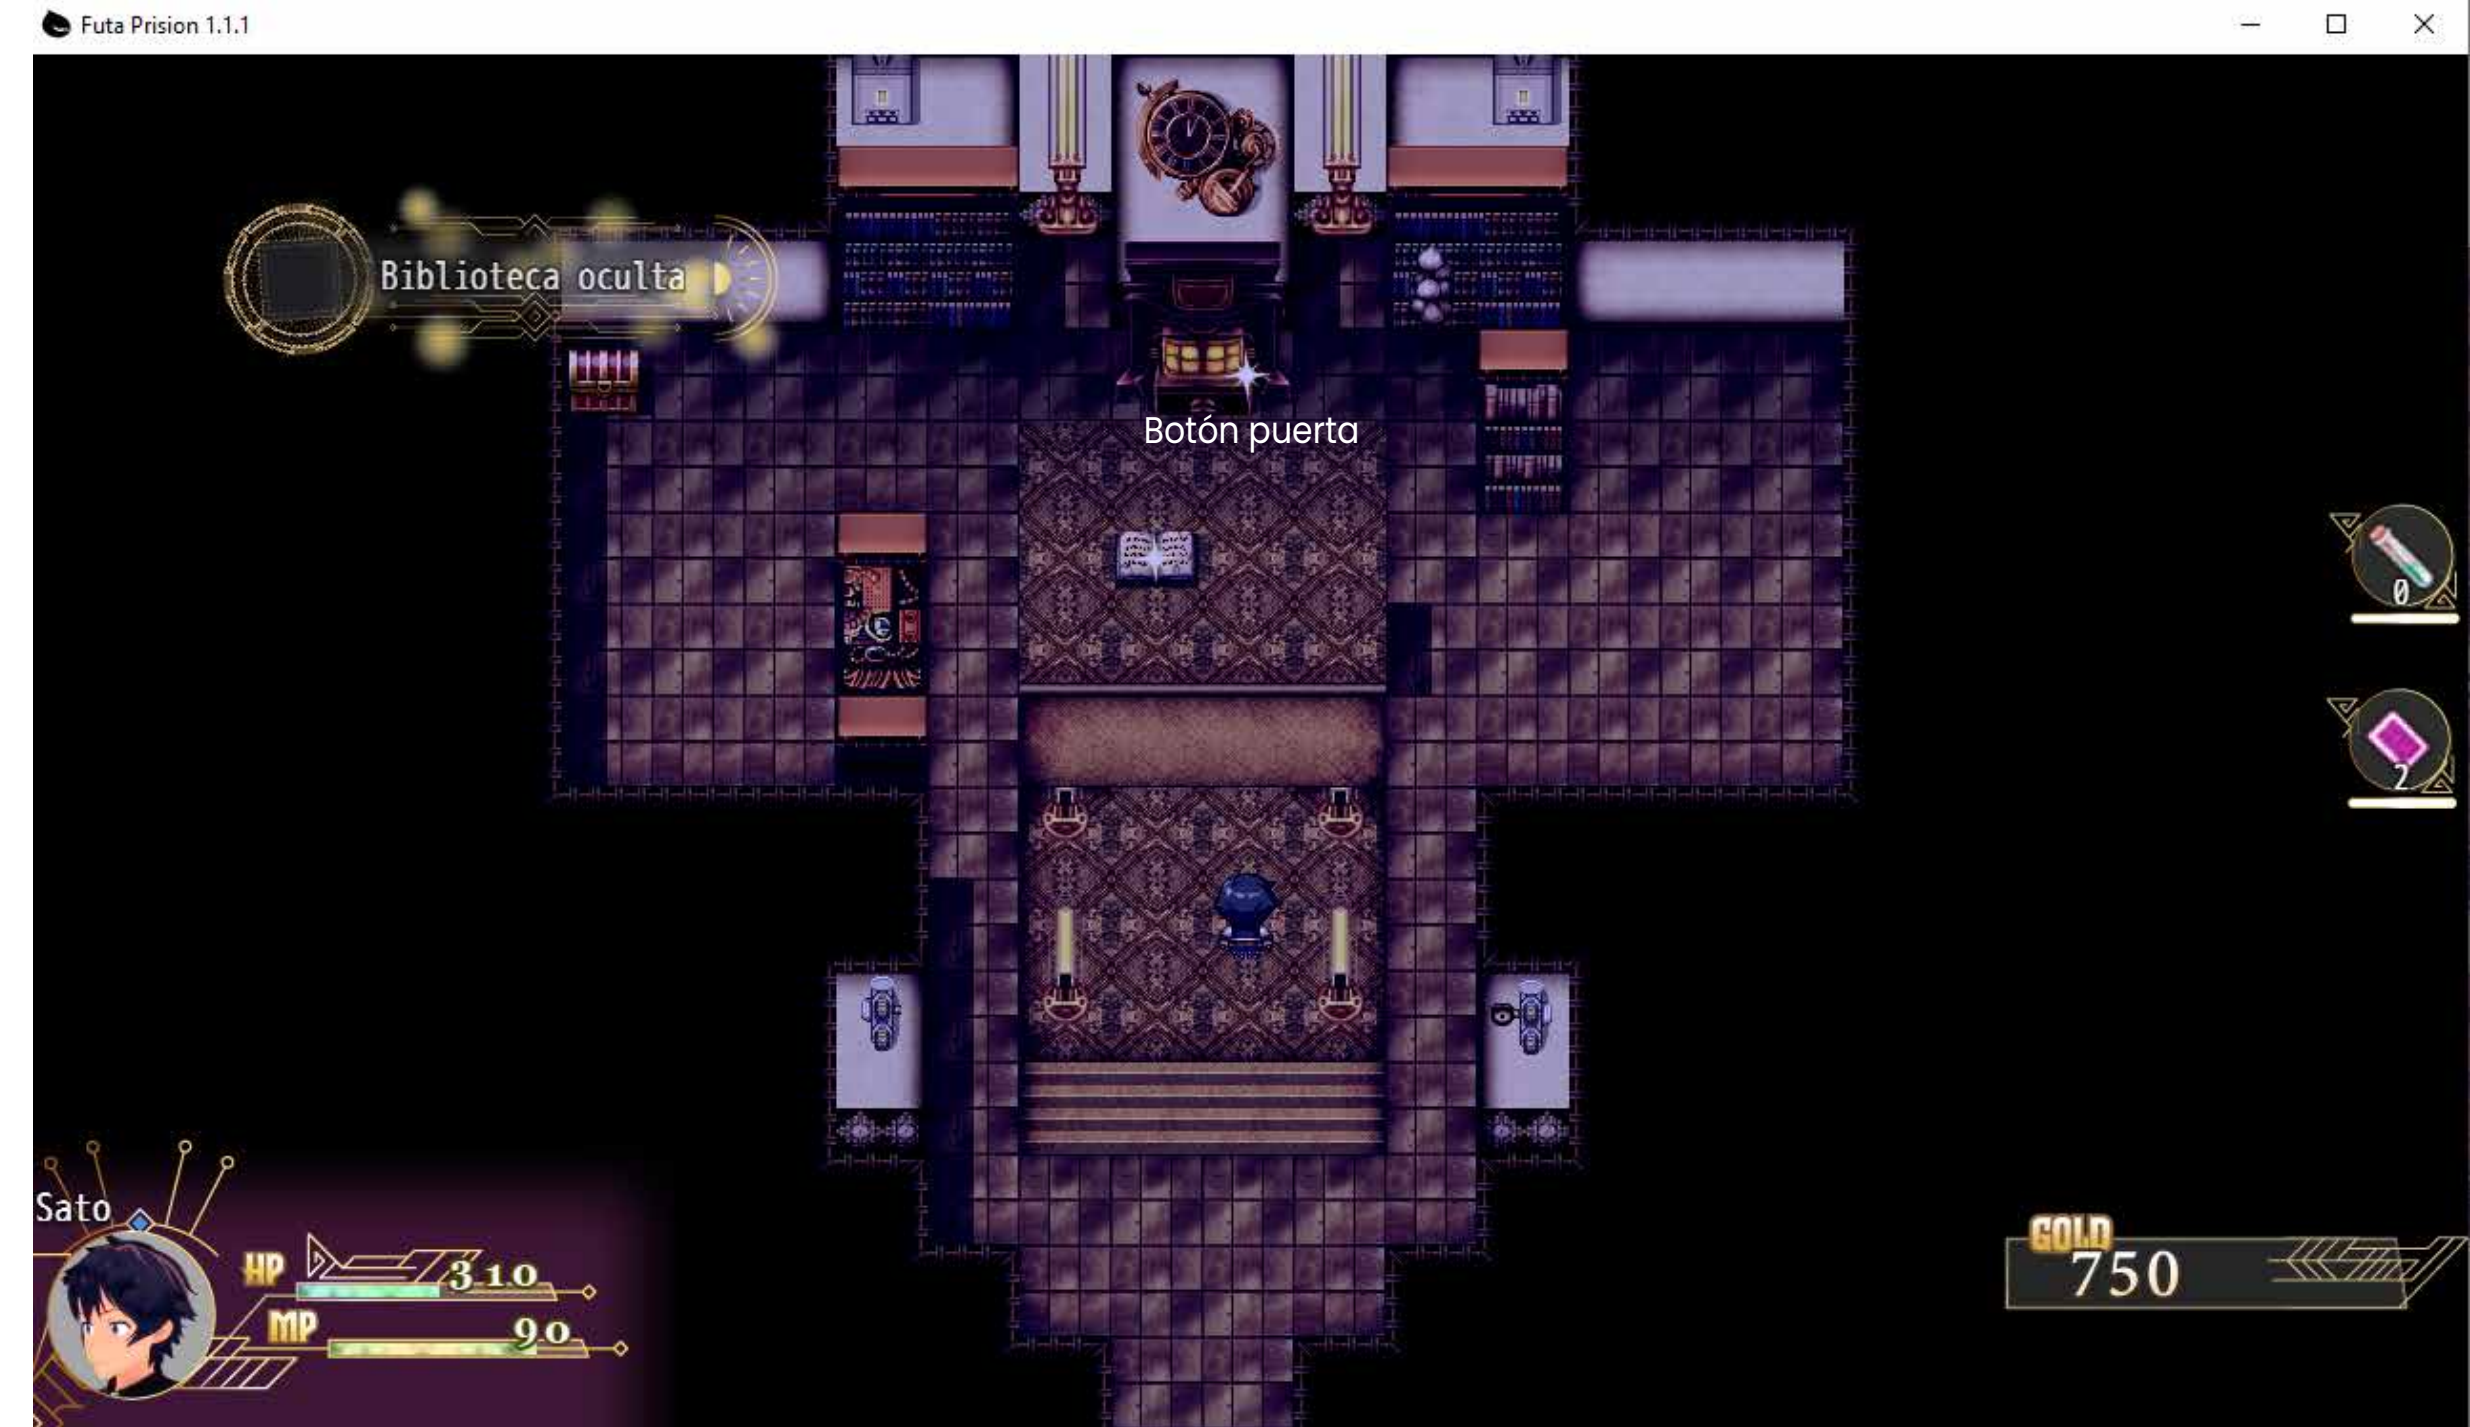 Futa Prision 1.1.1
Biblioteca oculta
Botón puerta
0
2
Sato
HP 310
MP 90
GOLD
750